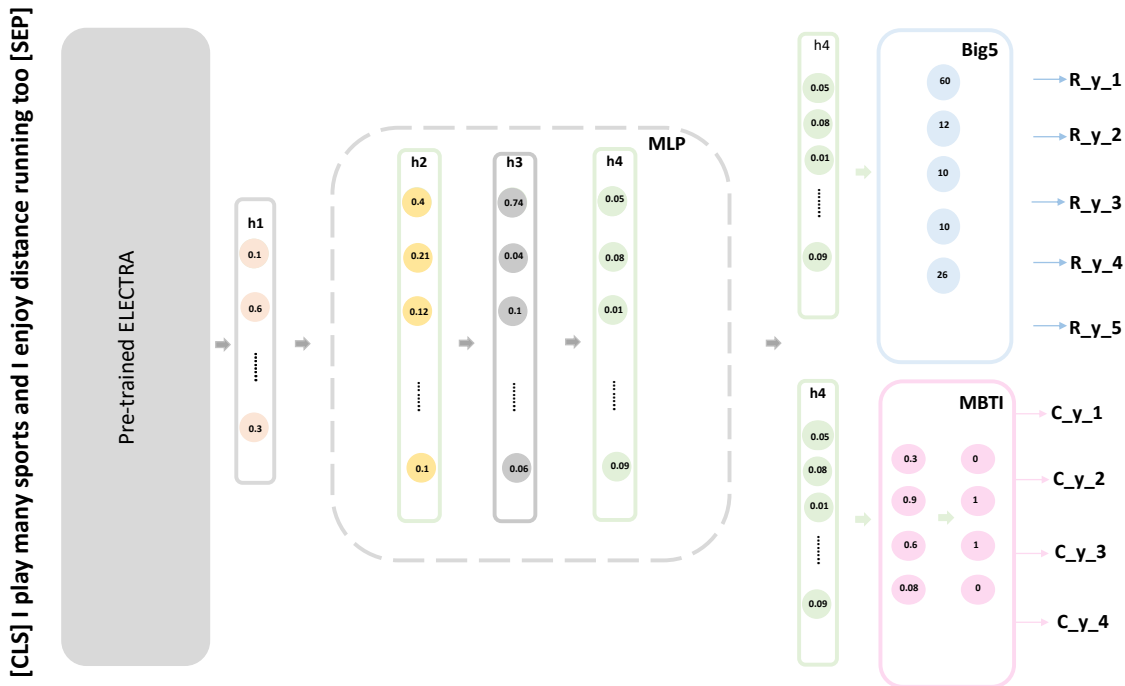 [CLS] I play many sports and I enjoy distance running too [SEP]
Pre-trained ELECTRA
h1
0.1
0.6
0.3
MLP
h2
0.4
0.21
0.12
0.1
h3
0.74
0.04
0.1
0.06
h4
0.05
0.08
0.01
0.09
h4
0.05
0.08
0.01
0.09
Big5
60
12
10
10
26
R_y_1
R_y_2
R_y_3
R_y_4
R_y_5
h4
0.05
0.08
0.01
0.09
MBTI
0.3
0.9
0.6
0.08
0
1
1
0
C_y_1
C_y_2
C_y_3
C_y_4